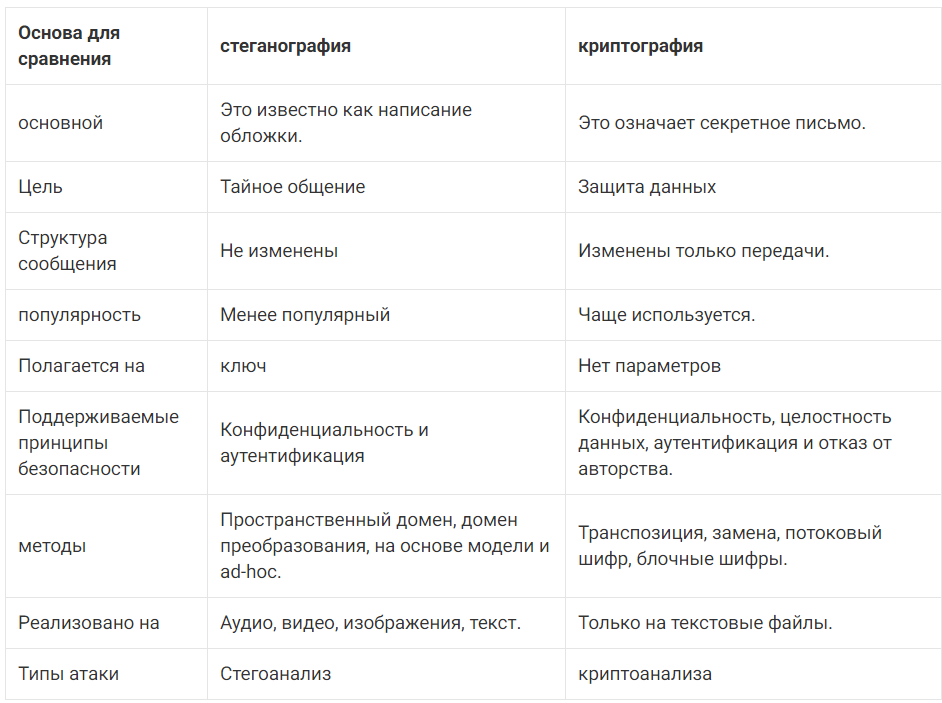 Основа для
сравнения
стеганография
криптография
основной
Это известно как написание
обложки.
Это означает секретное письмо.
Цель
Тайное общение
Защита данных
Структура
сообщения
Не изменены
Изменены только передачи.
популярность
Менее популярный
Чаще используется.
Полагается на
ключ
Нет параметров
Поддерживаемые
принципы
безопасности
Конфиденциальность и
аутентификация
Конфиденциальность, целостность
данных, аутентификация и отказ от
авторства.
методы
Пространственный домен, домен
преобразования, на основе модели и
ad-hoc.
Транспозиция, замена, потоковый
шифр, блочные шифры.
Реализовано на
Аудио, видео, изображения, текст.
Только на текстовые файлы.
Типы атаки
Стегоанализ
криптоанализа